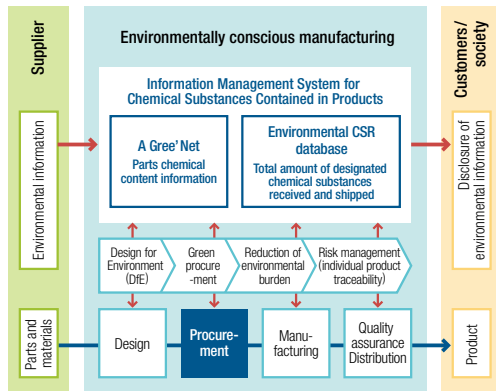 Supplier
Environmentally conscious manufacturing
Customers/
society
Information Management System for
Chemical Substances Contained in Products
A Gree'Net
Parts chemical
content information
Environmental CSR
database
Total amount of designated
chemical substances
received and shipped
Environmental information
Disclosure of
environmental information
Design for
Environment
(DfE)
Green
procure
-ment
Reduction of
environmental
burden
Risk management
(individual product
traceability)
Parts and
materials
Design
Procure-
ment
Manu-
facturing
Quality
assurance
Distribution
Product